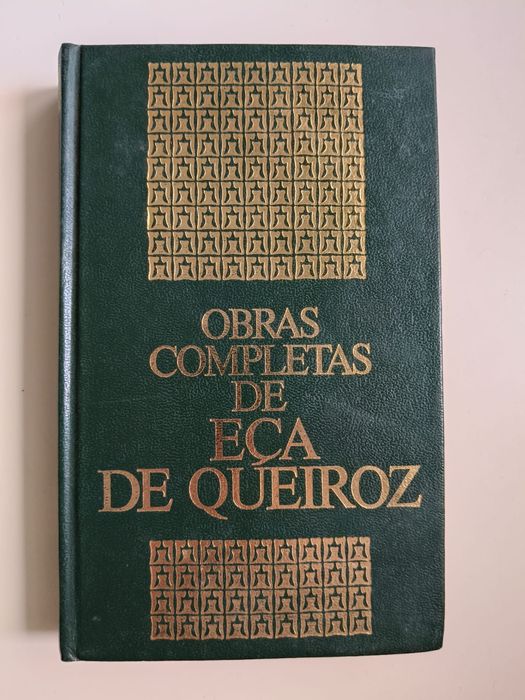 OBRAS
COMPLETAS
DE
EÇA
DE QUEIROZ